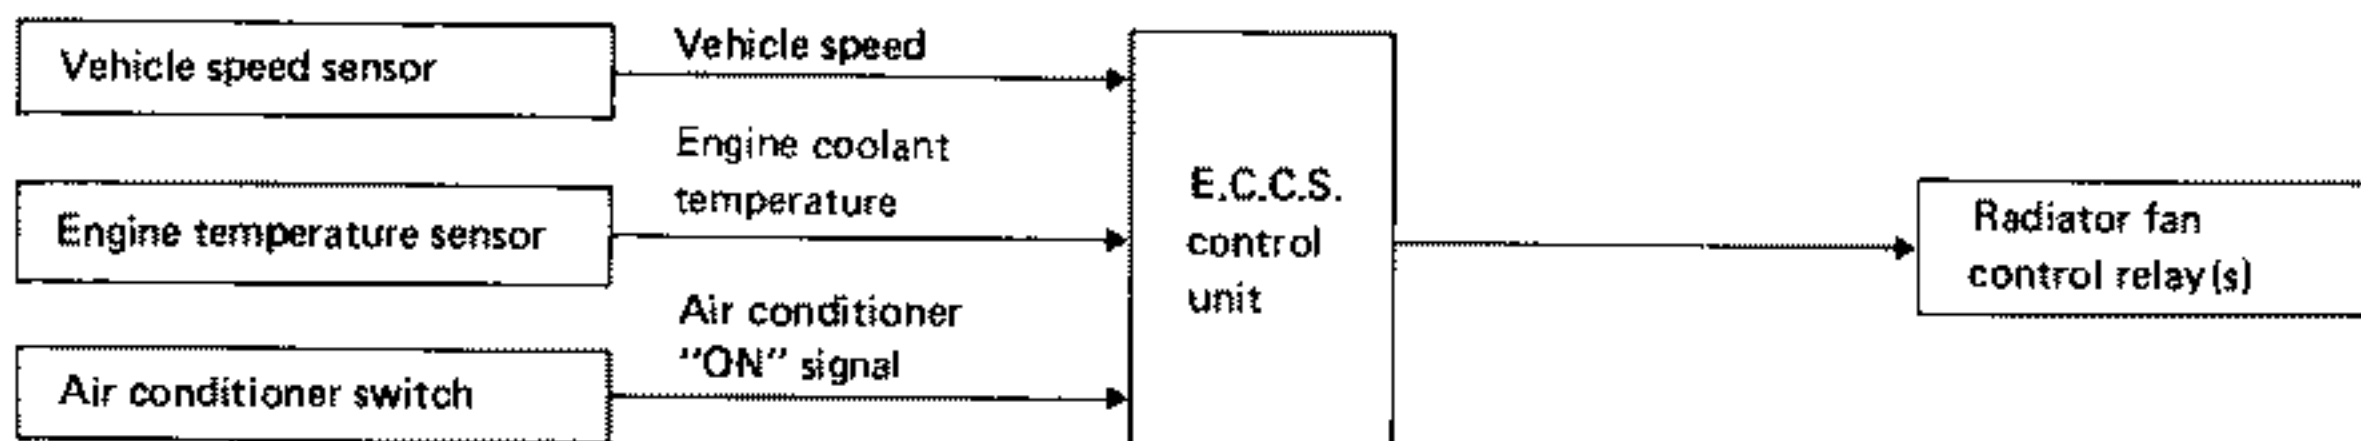 Vehicle speed sensor
Vehicle speed
Engine temperature sensor
Engine coolant
temperature
Air conditioner switch
Air conditioner
"ON" signal
E.C.C.S.
control
unit
Radiator fan
control relay(s)